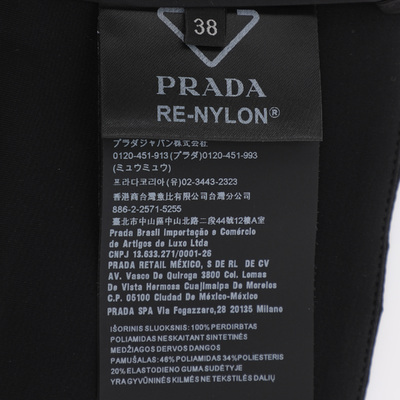 38
PRADA
RE-NYLON®
プラダジャパン株式会社
0120-451-913 (プラダ) 0120-451-993
(ミュウミュウ)
프라다코리아 (유) 02-3443-2323
香港商台灣普比有限公司
886-2-2571-5255
臺北市中山區中山北路二段44號12樓
Prada Brasil Importação e Comércio
de Artigos de Luxo Ltda
CNPJ 13.633.271/0001-26
PRADA RETAIL MÉXICO, S DE RL DE CV
AV. Vasco De Quiroga 3800 Col. Lomas
De Vista Hermosa Cuajimalpa De Morelos
C.P. 05100 Ciudad De México-México
PRADA SPA Via Fogazzaro,28 20135 Milano
IŠORINIS SLUOKSNIS: 100% PERDIRBTAS
POLIAMIDAS NESKAITANT SINTETINĖS
MEDŽIAGOS DERVOS DANGOS
PAMUŠALAS: 46% POLIAMIDAS 34% POLIESTERIS
20% ELASTODIENO GUMA SUDĖTYJE
YRA GYVŪNINĖS KILMĖS NE TEKSTILĖS DALIŲ